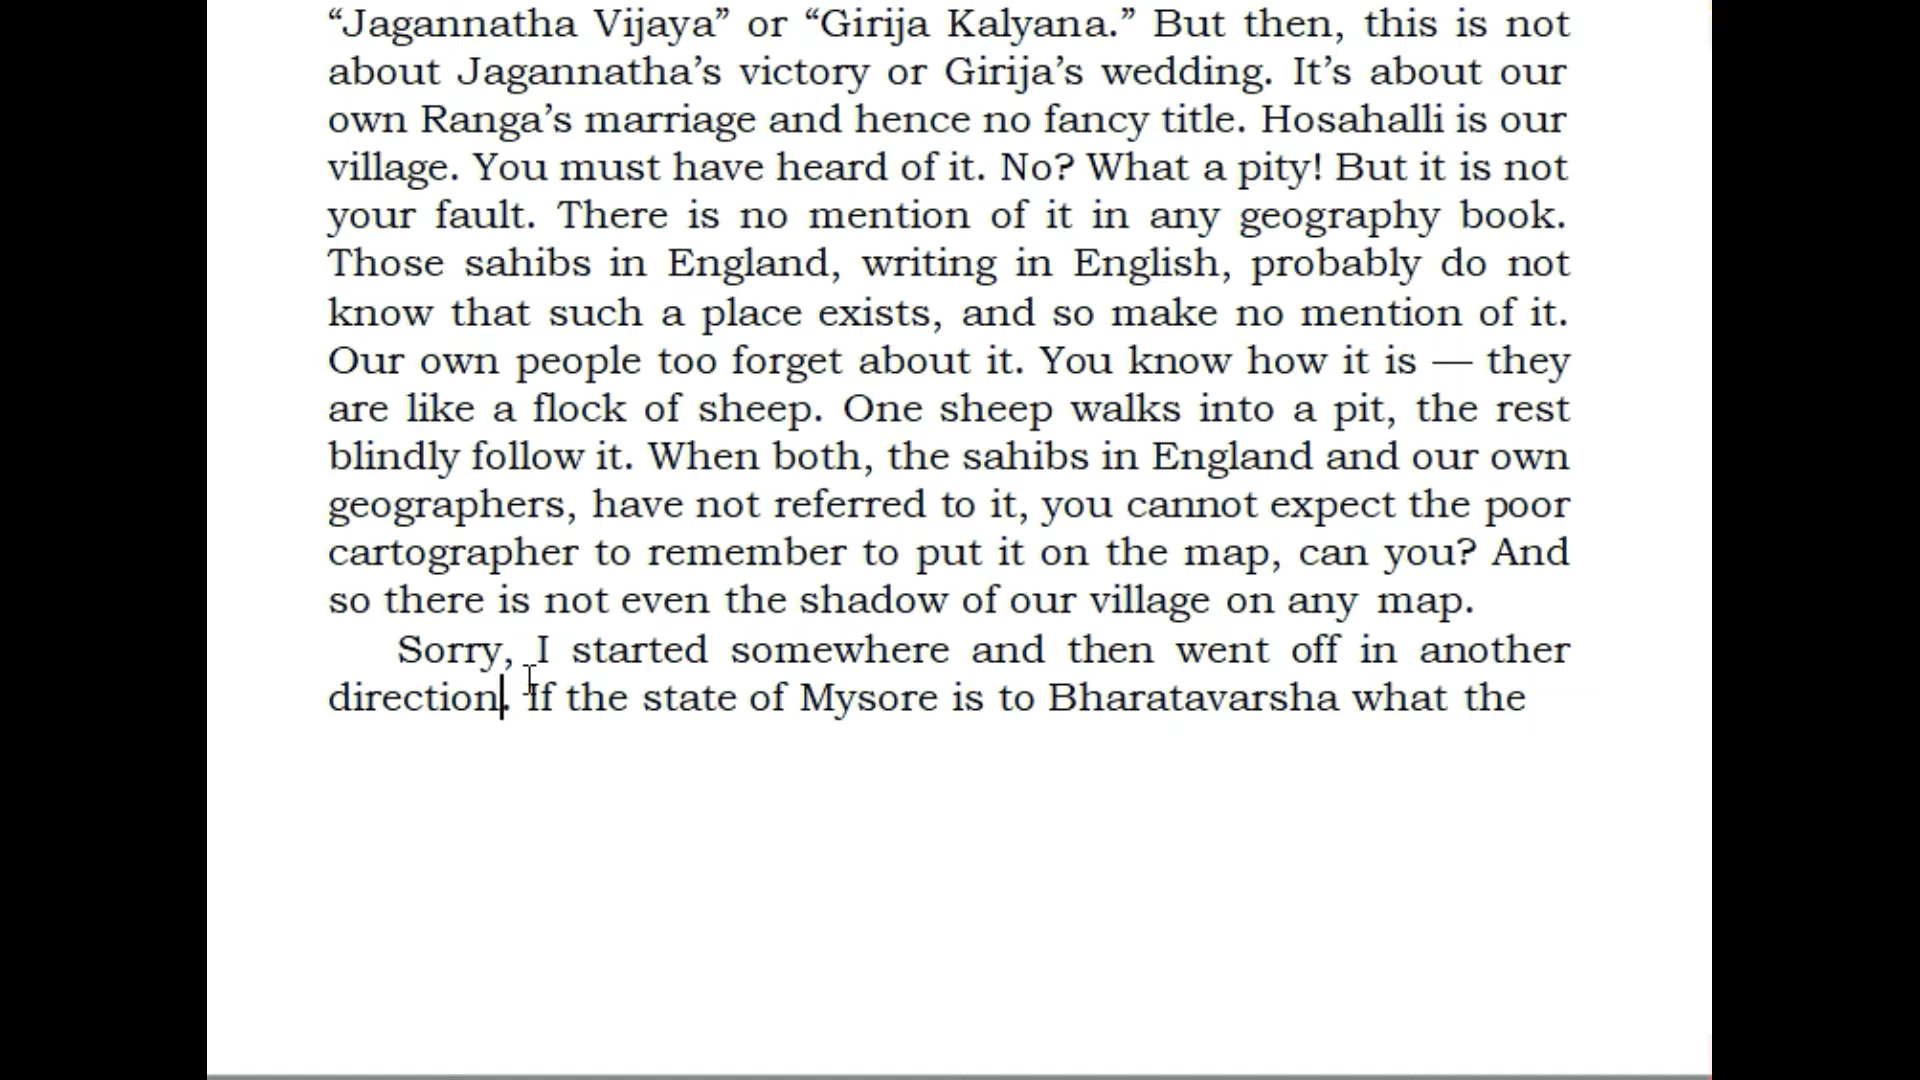 “Jagannatha Vijaya” or “Girija Kalyana.” But then, this is not
about Jagannatha’s victory or Girija’s wedding. It’s about our
own Ranga’s marriage and hence no fancy title. Hosahalli is our
village. You must have heard of it. No? What a pity! But it is not
your fault. There is no mention of it in any geography book.
Those sahibs in England, writing in English, probably do not
know that such a place exists, and so make no mention of it.
Our own people too forget about it. You know how it is — they
are like a flock of sheep. One sheep walks into a pit, the rest
blindly follow it. When both, the sahibs in England and our own
geographers, have not referred to it, you cannot expect the poor
cartographer to remember to put it on the map, can you? And
so there is not even the shadow of our village on any map.
Sorry, I started somewhere and then went off in another
direction. If the state of Mysore is to Bharatavarsha what the